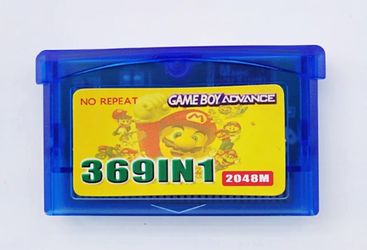 NO REPEAT GAME BOY ADVANCE
M
369IN1
2048M